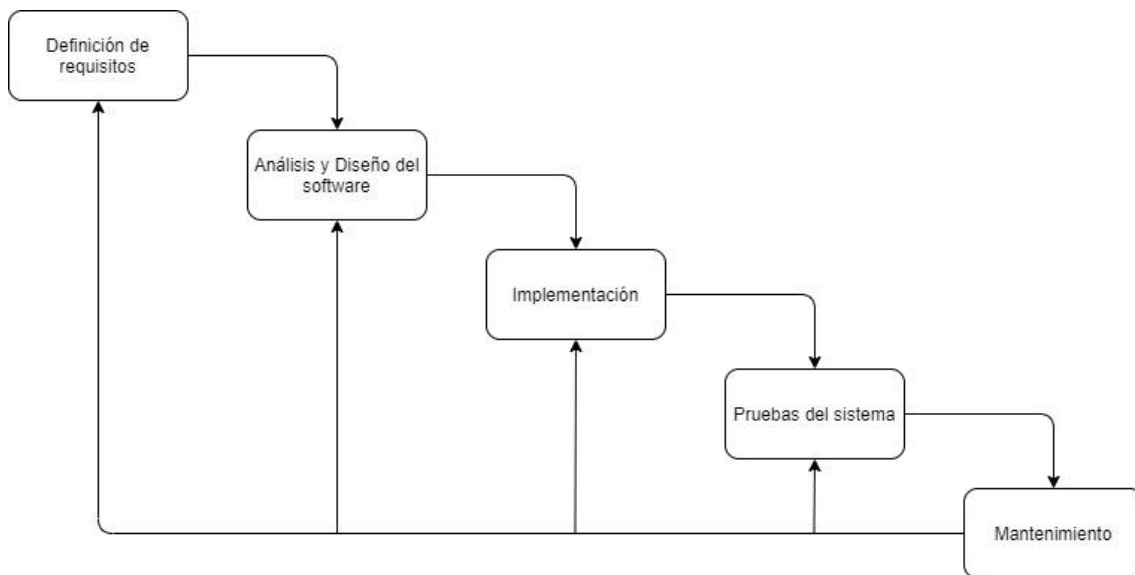 Definición de
requisitos
Análisis y Diseño del
software
Implementación
Pruebas del sistema
Mantenimiento